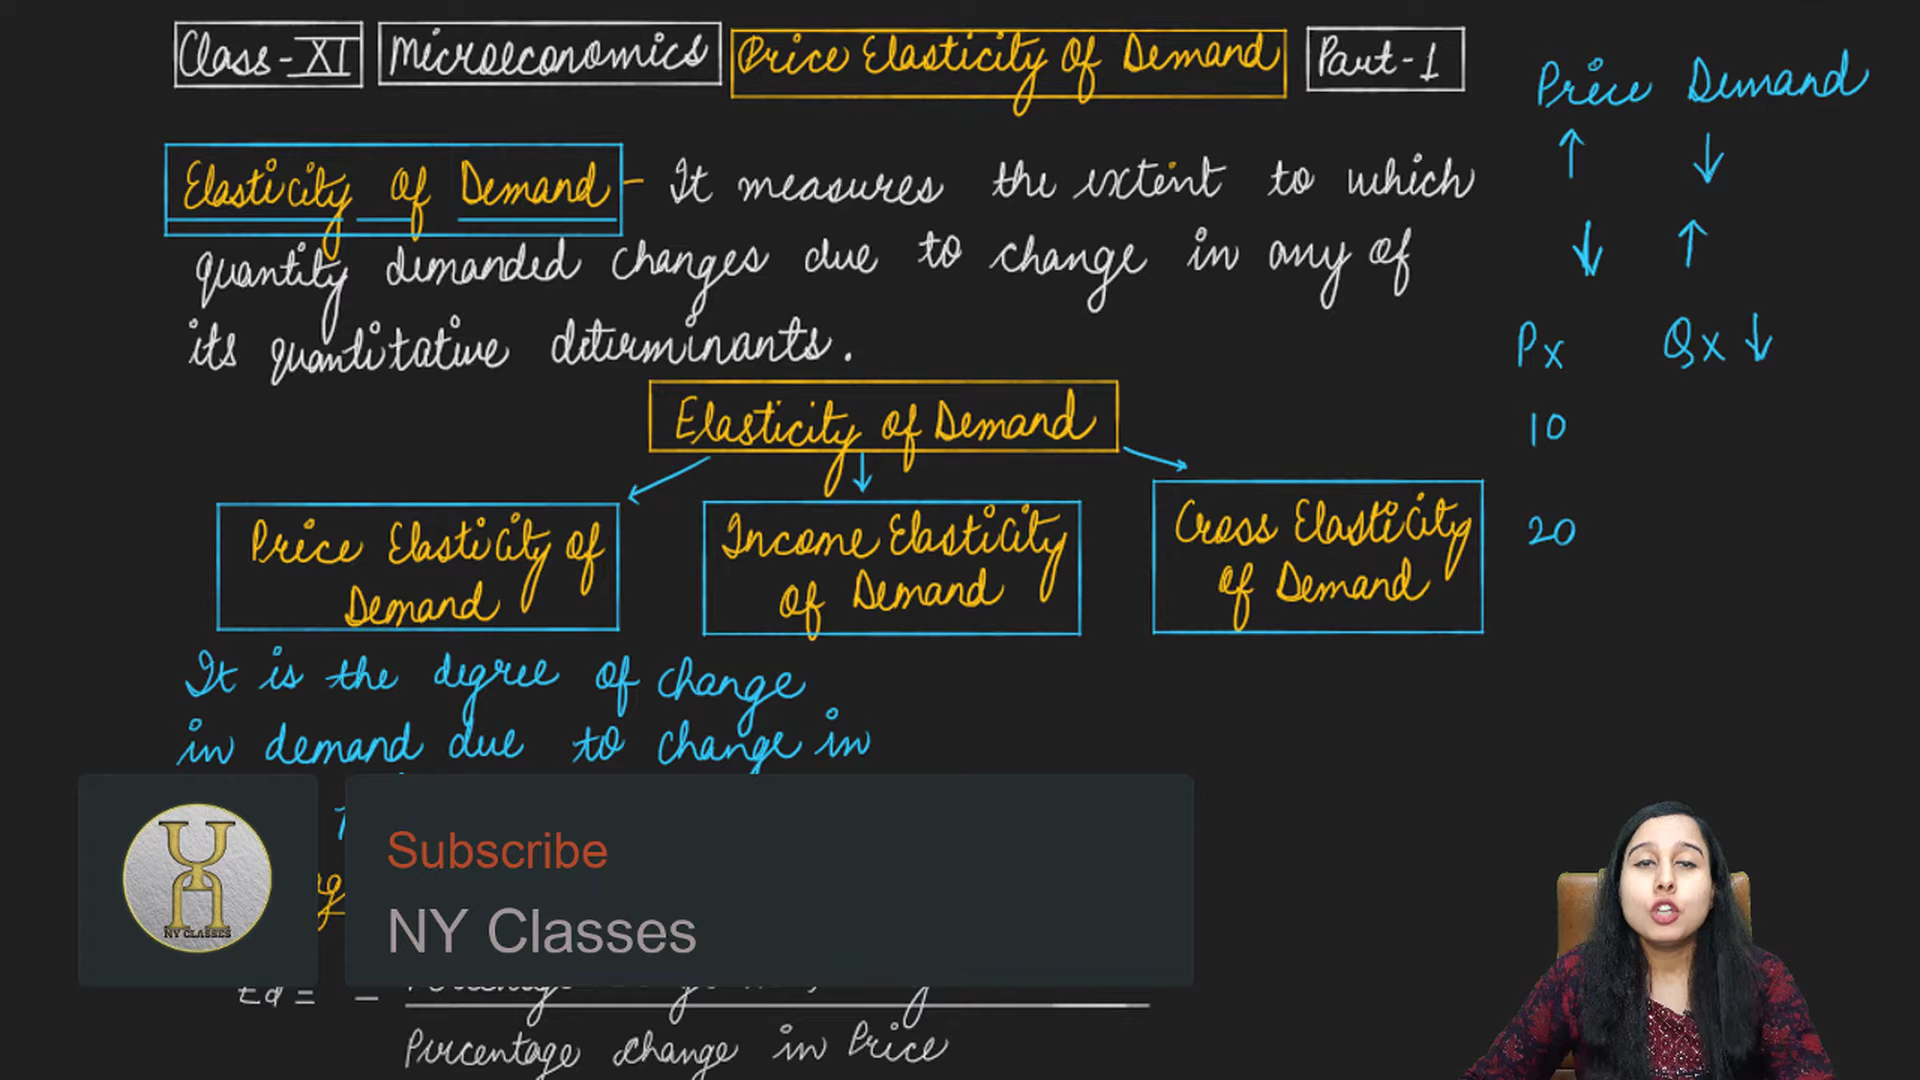 Class-XI Microeconomics Price Elasticity Of Demand Part-1
Price Demand
↑ ↓
↓ ↑
Px Qx ↓
10
20
Elasticity Of Demand - It measures the extent to which
quantity demanded changes due to change in any of
its quantitative determinants.
Elasticity of Demand
Price Elasticity of
Demand
Income Elasticity
of Demand
Cross Elasticity
of Demand
It is the degree of change
in demand due to change in
Subscribe
NY Classes
NY CLASSES
Ed = -
Percentage change in Price